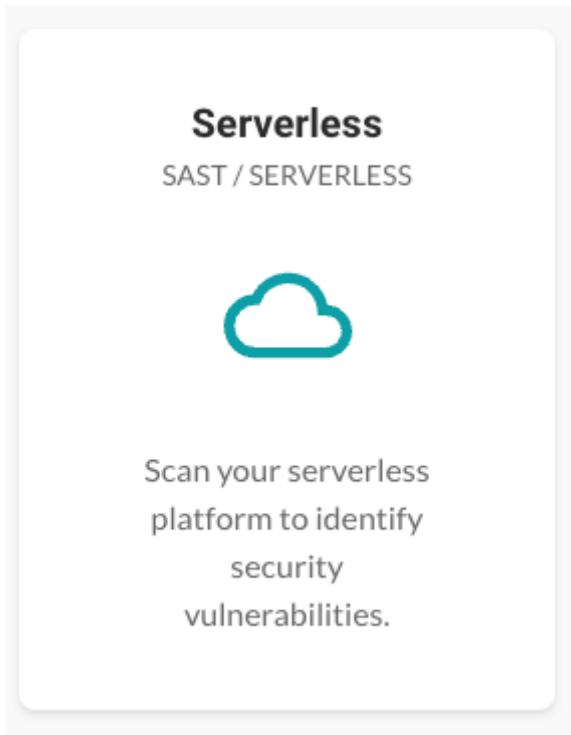 Serverless
SAST / SERVERLESS
Scan your serverless
platform to identify
security
vulnerabilities.